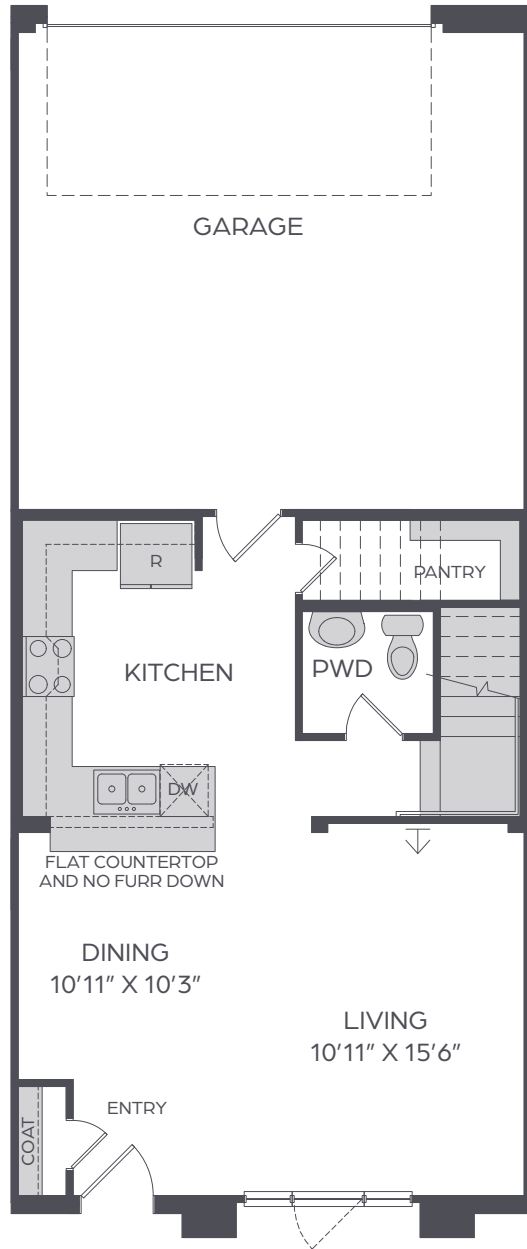 GARAGE
R
PANTRY
KITCHEN
PWD
DW
FLAT COUNTERTOP
AND NO FURR DOWN
DINING
10'11” X 10'3”
LIVING
10'11” X 15'6”
ENTRY
COAT